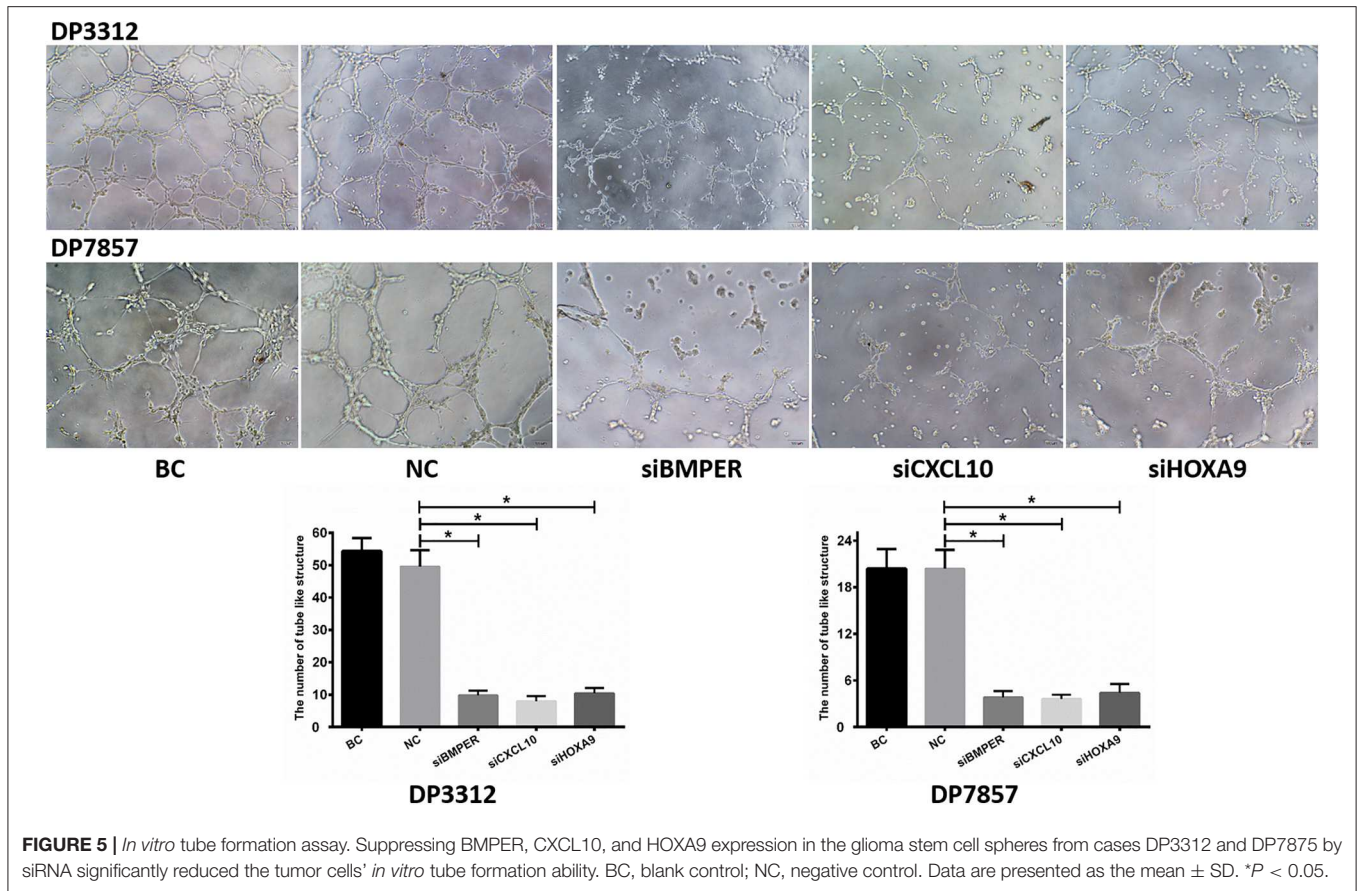 DP3312
DP7857
BC NC siBMPER siCXCL10 siHOXA9
The number of tube like structure
60
50
40
30
20
10
0
* * *
BC NC siBMPER siCXCL10 siHOXA9
DP3312
The number of tube like structure
24
18
12
6
0
* * *
BC NC siBMPER siCXCL10 siHOXA9
DP7857
FIGURE 5 | In vitro tube formation assay. Suppressing BMPER, CXCL10, and HOXA9 expression in the glioma stem cell spheres from cases DP3312 and DP7875 by
siRNA significantly reduced the tumor cells' in vitro tube formation ability. BC, blank control; NC, negative control. Data are presented as the mean ± SD. *P < 0.05.